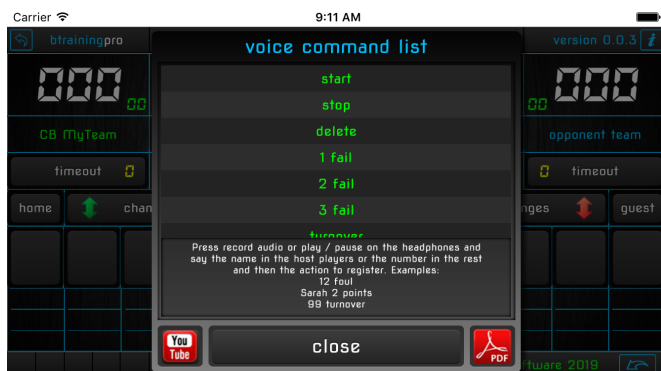 Carrier 9:11 AM
btrainingpro
version 0.0.3 i
voice command list
000 00
00 000
start
stop
delete
1 fail
2 fail
3 fail
turnover
CB MyTeam
opponent team
timeout 0
0 timeout
home
chan
nges
guest
Press record audio or play / pause on the headphones and
say the name in the host players or the number in the rest
and then the action to register. Examples:
12 foul
Sarah 2 points
99 turnover
You
Tube
close
PDF
ftware 2019